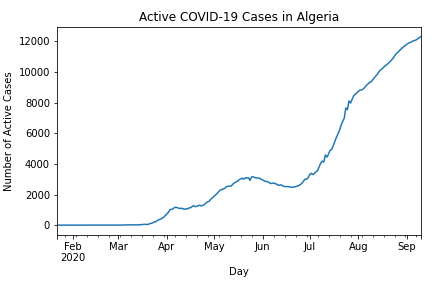 Active COVID-19 Cases in Algeria
Number of Active Cases
12000
10000
8000
6000
4000
2000
0
Feb Mar Apr May Jun Jul Aug Sep
2020
Day